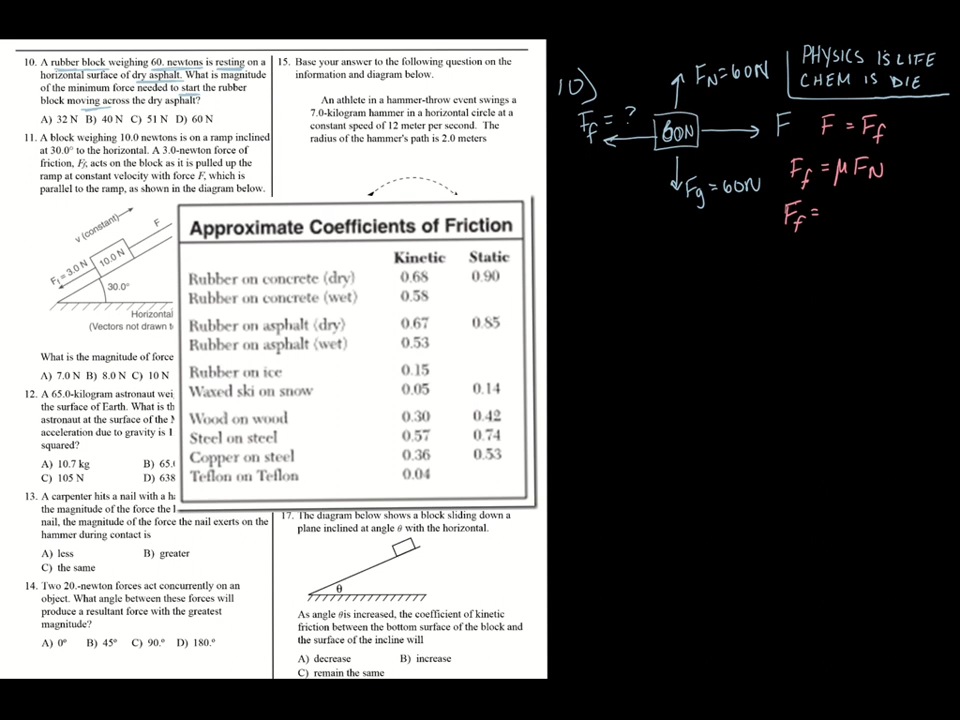 10. A rubber block weighing 60. newtons is resting on a
horizontal surface of dry asphalt. What is magnitude
of the minimum force needed to start the rubber
block moving across the dry asphalt?
A) 32 N B) 40 N C) 51 N D) 60 N
11. A block weighing 10.0 newtons is on a ramp inclined
at 30.0° to the horizontal. A 3.0-newton force of
friction, Ff, acts on the block as it is pulled up the
ramp at constant velocity with force F, which is
parallel to the ramp, as shown in the diagram below.
v (constant)
F
10.0 N
Ff = 3.0 N
30.0°
Horizontal
(Vectors not drawn t
What is the magnitude of force
A) 7.0 N B) 8.0 N C) 10 N
12. A 65.0-kilogram astronaut wei
the surface of Earth. What is th
astronaut at the surface of the M
acceleration due to gravity is 1
squared?
A) 10.7 kg B) 65.
C) 105 N D) 638
13. A carpenter hits a nail with a ha
the magnitude of the force the
nail, the magnitude of the force the nail exerts on the
hammer during contact is
A) less B) greater
C) the same
14. Two 20.-newton forces act concurrently on an
object. What angle between these forces will
produce a resultant force with the greatest
magnitude?
A) 0° B) 45° C) 90.° D) 180.°
15. Base your answer to the following question on the
information and diagram below.
An athlete in a hammer-throw event swings a
7.0-kilogram hammer in a horizontal circle at a
constant speed of 12 meter per second. The
radius of the hammer's path is 2.0 meters
Approximate Coefficients of Friction
Kinetic Static
Rubber on concrete (dry) 0.68 0.90
Rubber on concrete (wet) 0.58
Rubber on asphalt (dry) 0.67 0.85
Rubber on asphalt (wet) 0.53
Rubber on ice 0.15
Waxed ski on snow 0.05 0.14
Wood on wood 0.30 0.42
Steel on steel 0.57 0.74
Copper on steel 0.36 0.53
Teflon on Teflon 0.04
17. The diagram below shows a block sliding down a
plane inclined at angle θ with the horizontal.
θ
As angle θ is increased, the coefficient of kinetic
friction between the bottom surface of the block and
the surface of the incline will
A) decrease B) increase
C) remain the same
10)
FN = 60N
Ff = ?
60N
F
Fg = 60N
PHYSICS IS LIFE
CHEM IS DIE
F = Ff
Ff = μ FN
Ff =